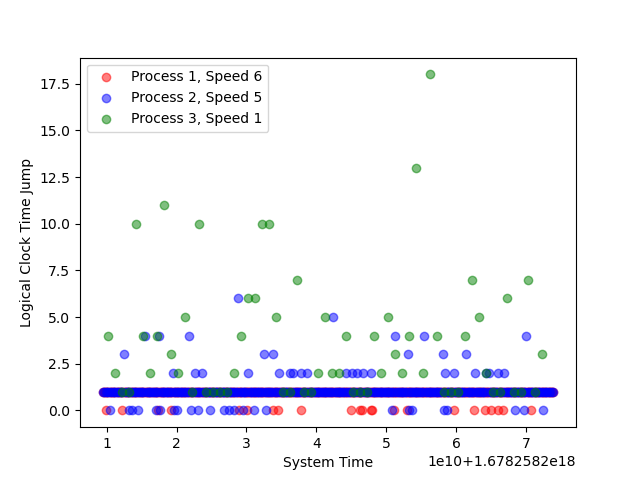 Process 1, Speed 6
Process 2, Speed 5
Process 3, Speed 1
Logical Clock Time Jump
17.5
15.0
12.5
10.0
7.5
5.0
2.5
0.0
1 2 3 4 5 6 7
System Time
1e10+1.6782582e18